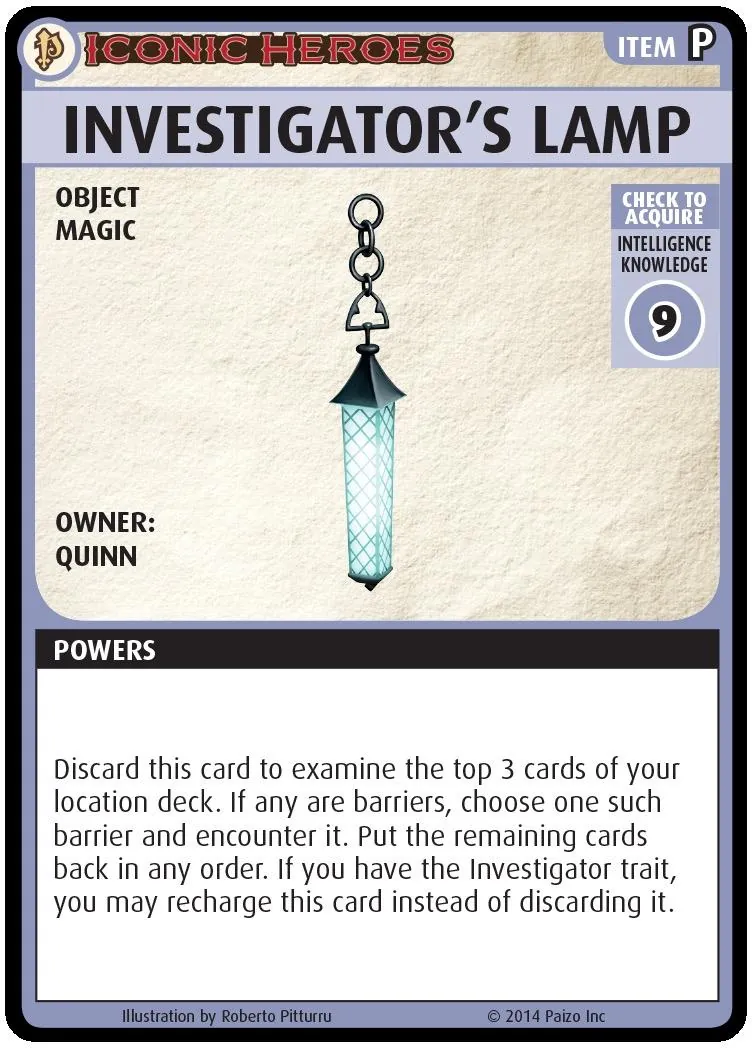 ICONIC HEROES
ITEM P
INVESTIGATOR'S LAMP
OBJECT
MAGIC
CHECK TO
ACQUIRE
INTELLIGENCE
KNOWLEDGE
9
OWNER:
QUINN
POWERS
Discard this card to examine the top 3 cards of your
location deck. If any are barriers, choose one such
barrier and encounter it. Put the remaining cards
back in any order. If you have the Investigator trait,
you may recharge this card instead of discarding it.
Illustration by Roberto Pitturru
© 2014 Paizo Inc